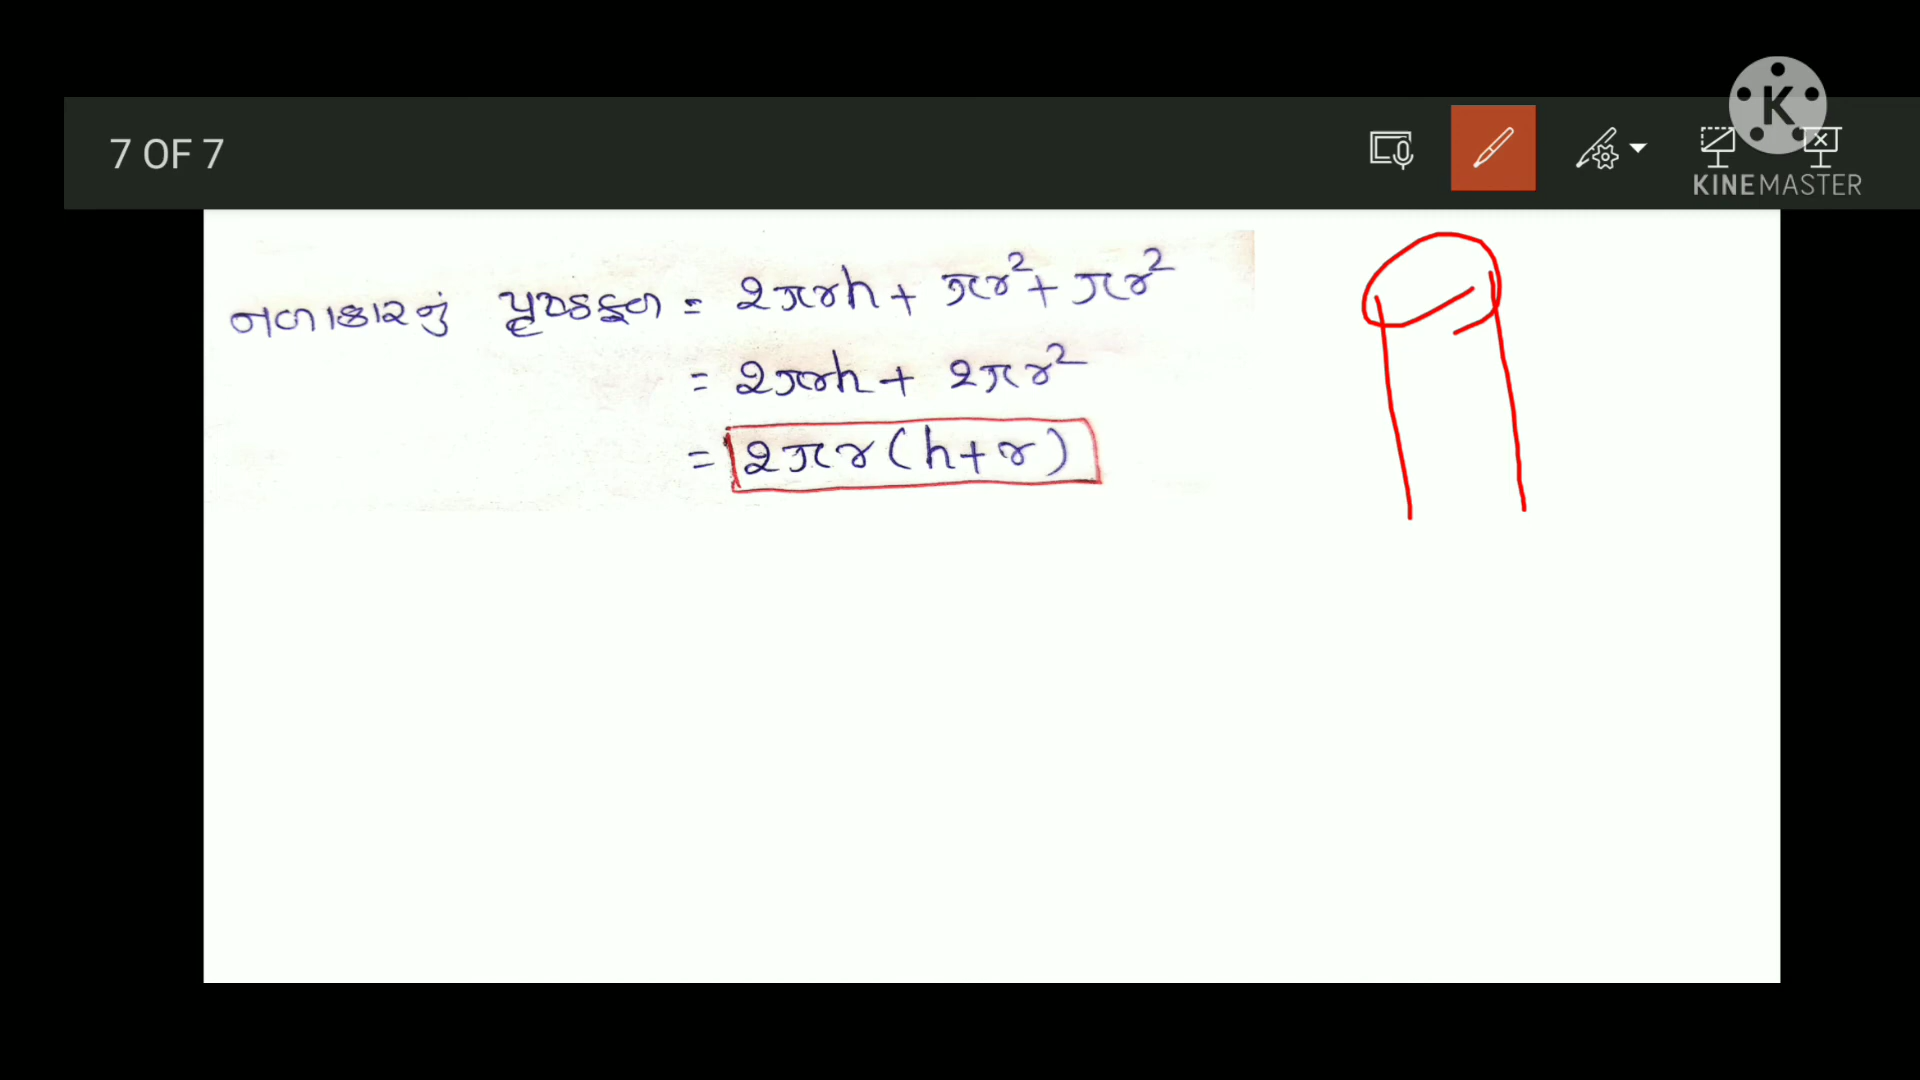 7 OF 7
K
KINEMASTER
નળાકારનું પૃષ્ઠફળ = 2πrh + πr² + πr²
= 2πrh + 2πr²
= 2πr(h+r)